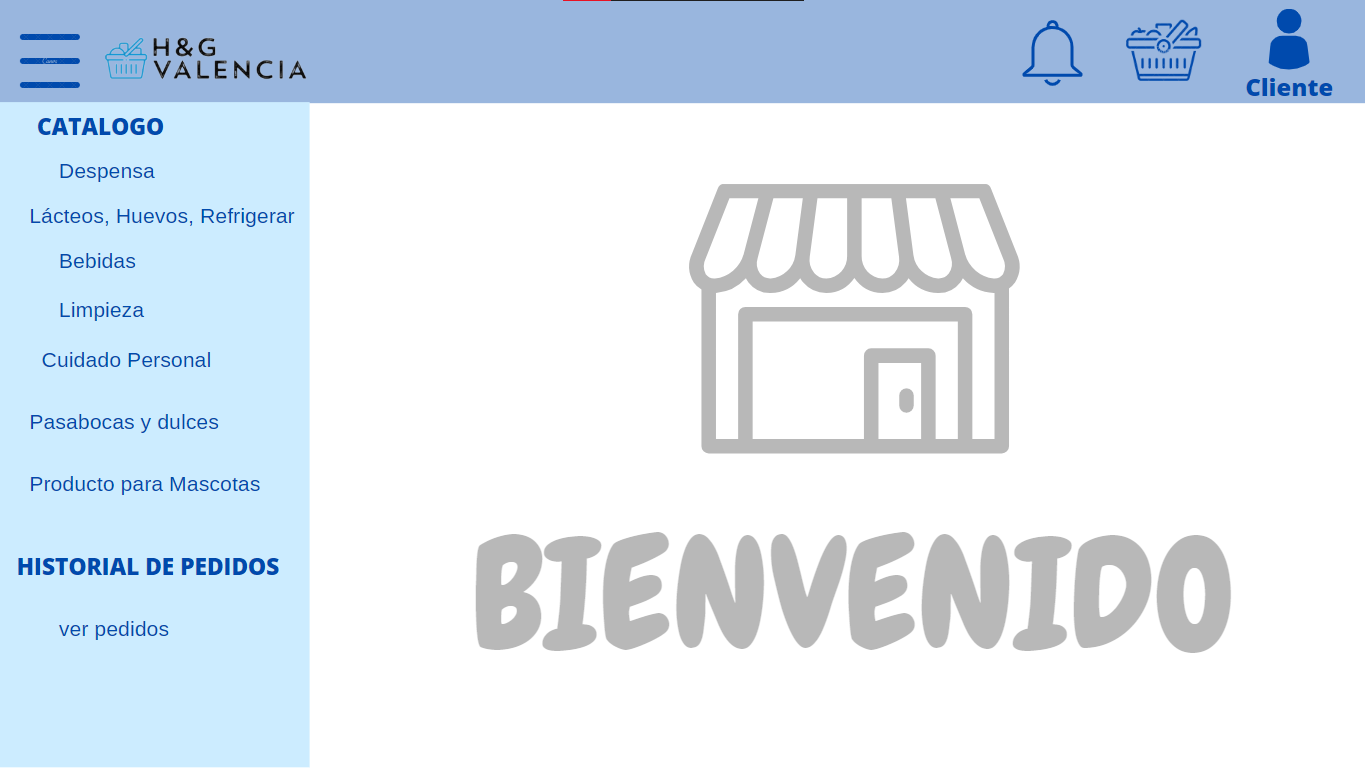 H&G
VALENCIA
Cliente
CATALOGO
Despensa
Lácteos, Huevos, Refrigerar
Bebidas
Limpieza
Cuidado Personal
Pasabocas y dulces
Producto para Mascotas
HISTORIAL DE PEDIDOS
ver pedidos
BIENVENIDO